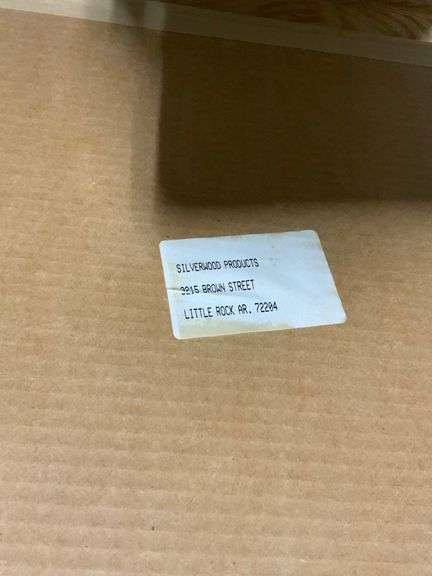 SILVERWOOD PRODUCTS
3215 BROWN STREET
LITTLE ROCK AR. 72204